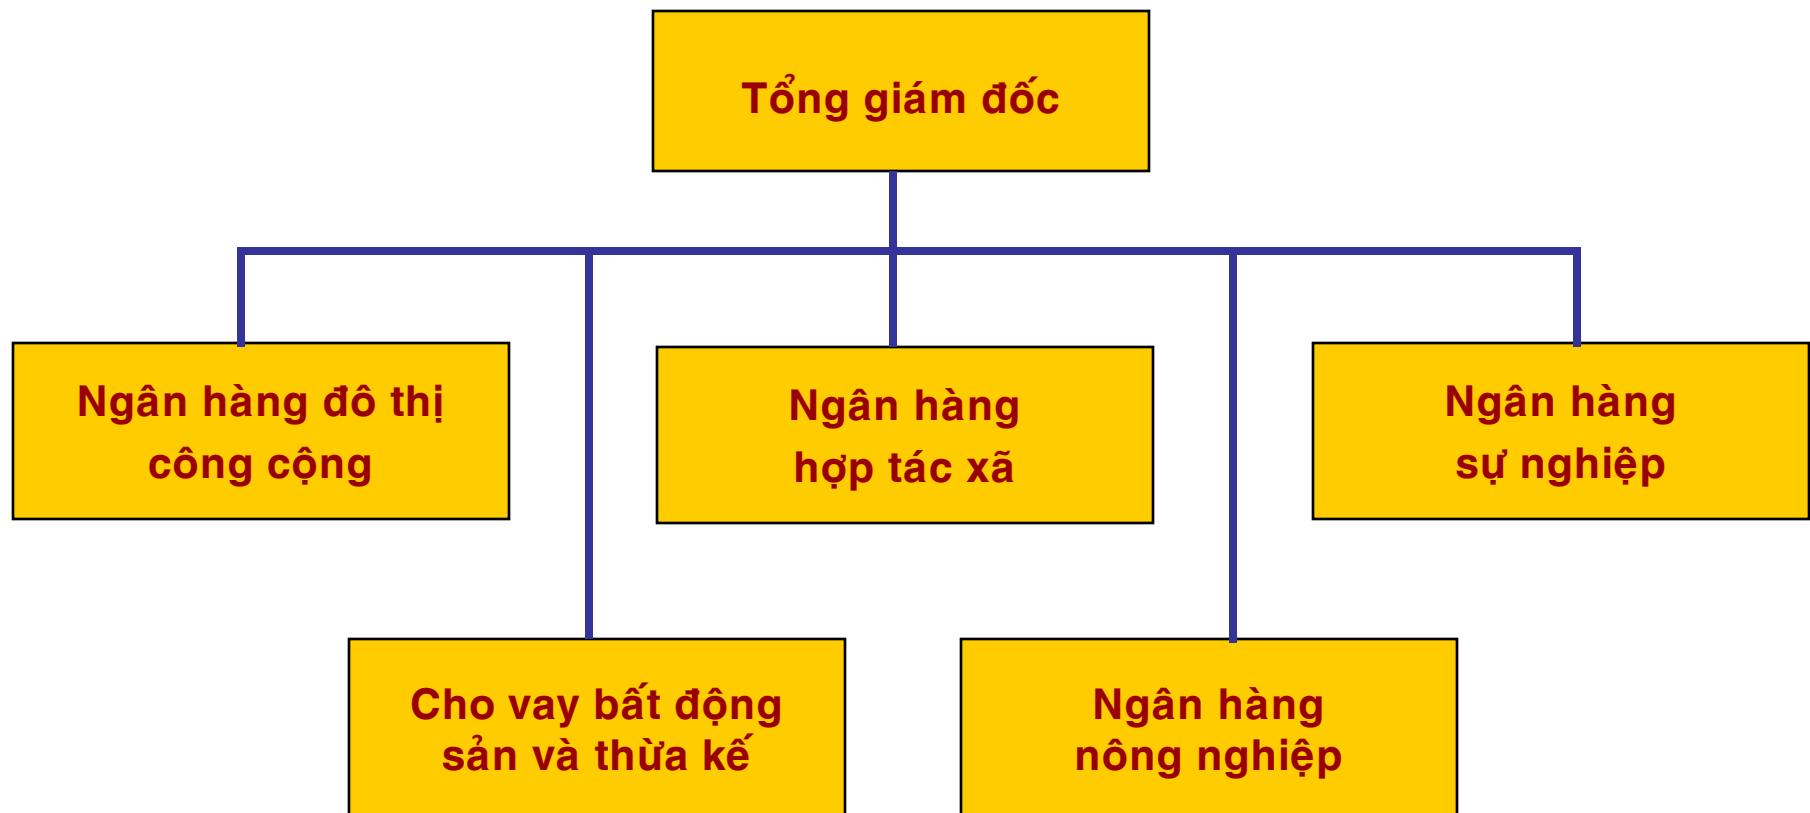 Tổng giám đốc
Ngân hàng đô thị
công cộng
Ngân hàng
hợp tác xã
Ngân hàng
sự nghiệp
Cho vay bất động
sản và thừa kế
Ngân hàng
nông nghiệp